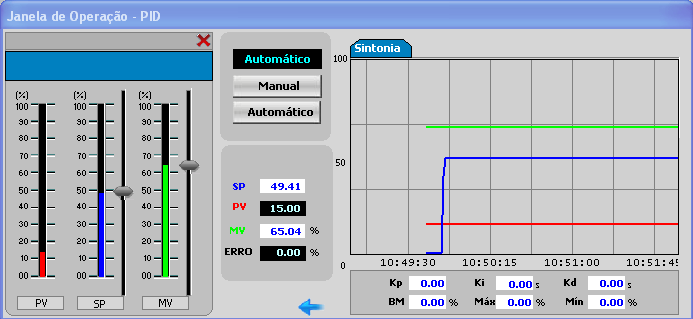 Janela de Operação - PID
(%) (%) (%)
100 100 100
90 90 90
80 80 80
70 70 70
60 60 60
50 50 50
40 40 40
30 30 30
20 20 20
10 10 10
00 00 00
PV SP MV
Automático
Manual
Automático
SP 49.41
PV 15.00
MV 65.04 %
ERRO 0.00 %
Sintonia
100
50
0
10:49:30 10:50:15 10:51:00 10:51:45
Kp 0.00 Ki 0.00 s Kd 0.00 s
BM 0.00 % Máx 0.00 % Mín 0.00 %